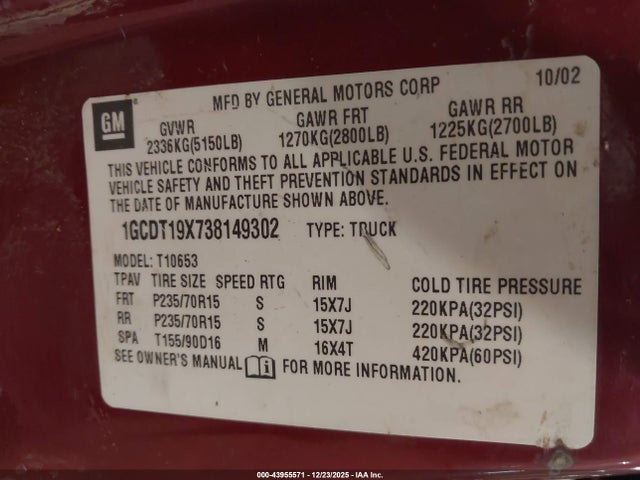 MFD BY GENERAL MOTORS CORP 10/02
GM
GVWR GAWR FRT GAWR RR
2336KG(5150LB) 1270KG(2800LB) 1225KG(2700LB)
THIS VEHICLE CONFORMS TO ALL APPLICABLE U.S. FEDERAL MOTOR
VEHICLE SAFETY AND THEFT PREVENTION STANDARDS IN EFFECT ON
THE DATE OF MANUFACTURE SHOWN ABOVE.
1GCDT19X738149302 TYPE: TRUCK
MODEL: T10653
TPAV TIRE SIZE SPEED RTG RIM COLD TIRE PRESSURE
FRT P235/70R15 S 15X7J 220KPA(32PSI)
RR P235/70R15 S 15X7J 220KPA(32PSI)
SPA T155/90D16 M 16X4T 420KPA(60PSI)
SEE OWNER'S MANUAL i FOR MORE INFORMATION.
000-43955571 - 12/23/2025 - IAA Inc.